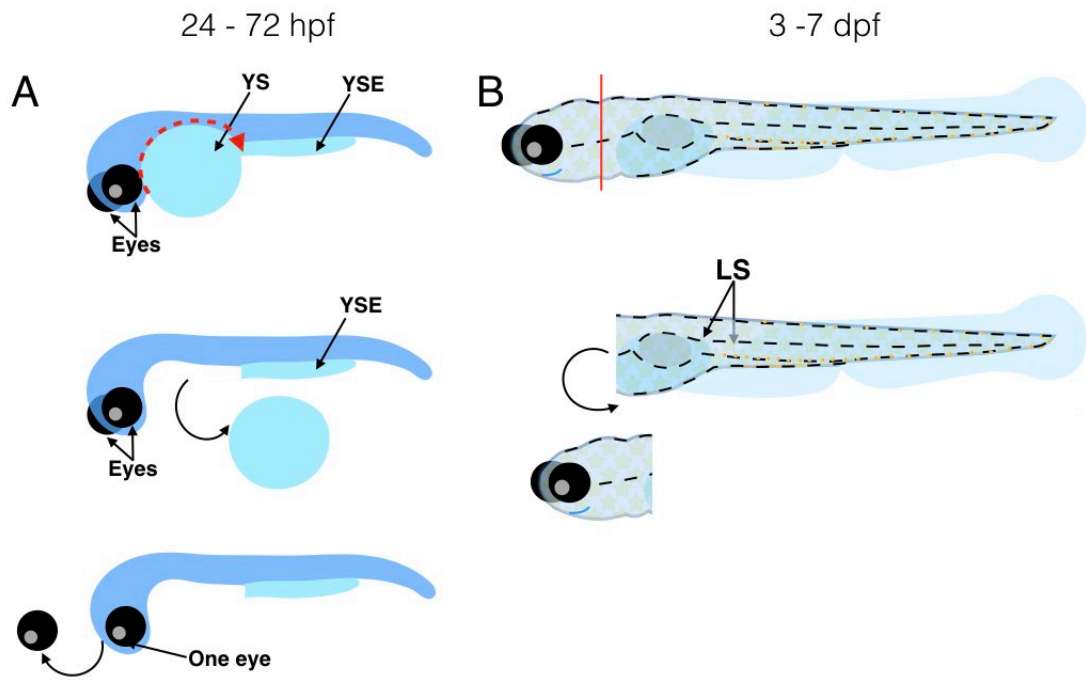 24 - 72 hpf
3 -7 dpf
A
YS
YSE
B
Eyes
LS
YSE
Eyes
One eye